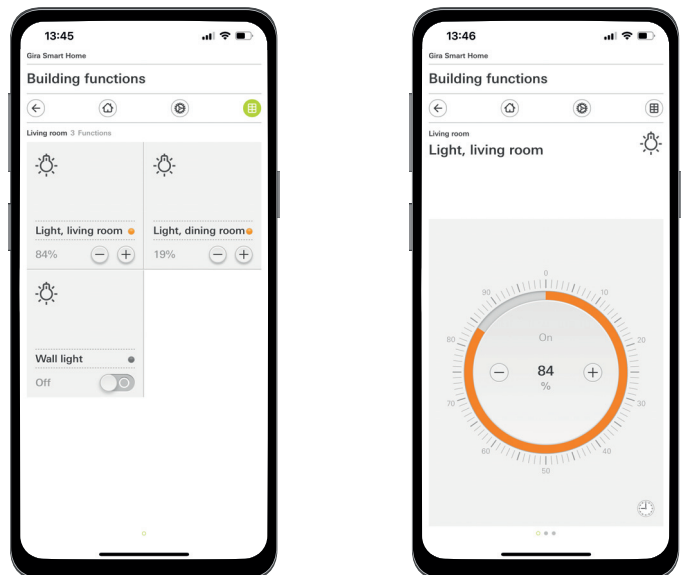 13:45
Gira Smart Home
Building functions
Living room 3 Functions
Light, living room
84%
Light, dining room
19%
Wall light
Off
13:46
Gira Smart Home
Building functions
Living room
Light, living room
0
10
20
30
40
50
60
70
80
90
On
84
%